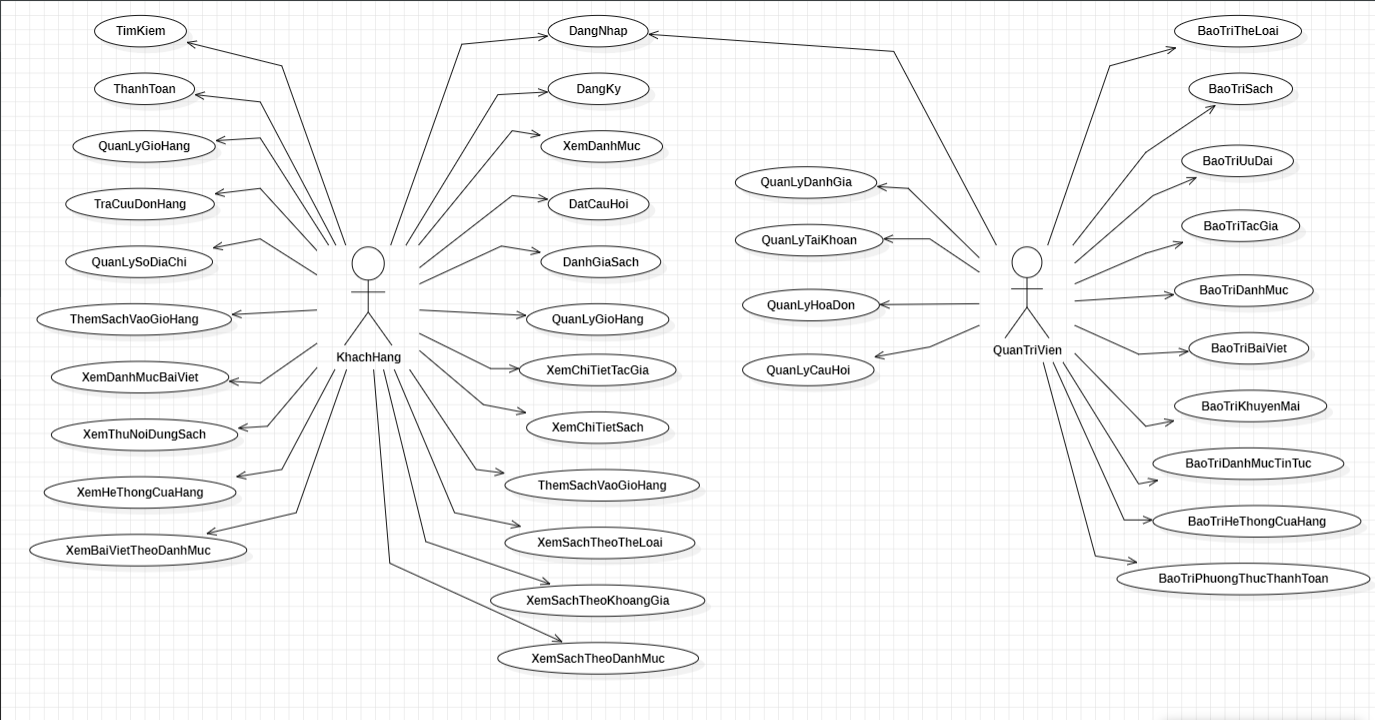 TimKiem
ThanhToan
QuanLyGioHang
TraCuuDonHang
QuanLySoDiaChi
ThemSachVaoGioHang
XemDanhMucBaiViet
XemThuNoiDungSach
XemHeThongCuaHang
XemBaiVietTheoDanhMuc
KhachHang
DangNhap
DangKy
XemDanhMuc
DatCauHoi
DanhGiaSach
QuanLyGioHang
XemChiTietTacGia
XemChiTietSach
ThemSachVaoGioHang
XemSachTheoTheLoai
XemSachTheoKhoangGia
XemSachTheoDanhMuc
QuanLyDanhGia
QuanLyTaiKhoan
QuanLyHoaDon
QuanLyCauHoi
QuanTriVien
BaoTriTheLoai
BaoTriSach
BaoTriUuDai
BaoTriTacGia
BaoTriDanhMuc
BaoTriBaiViet
BaoTriKhuyenMai
BaoTriDanhMucTinTuc
BaoTriHeThongCuaHang
BaoTriPhuongThucThanhToan